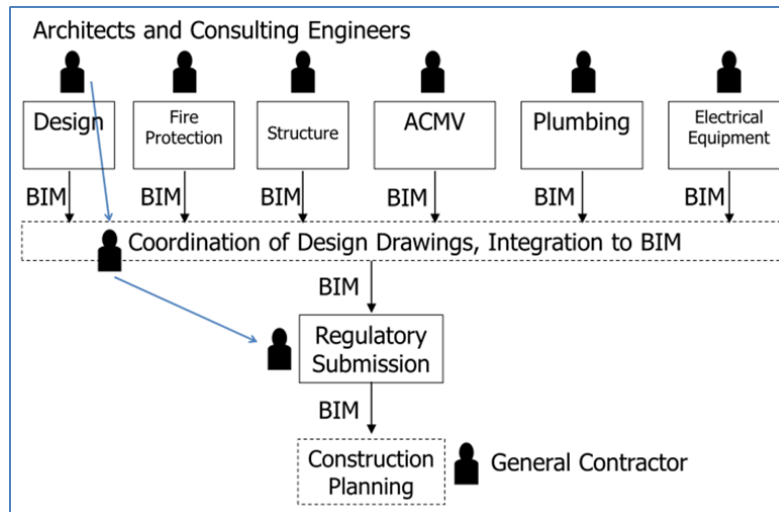 Architects and Consulting Engineers
Design
Fire
Protection
Structure
ACMV
Plumbing
Electrical
Equipment
BIM
BIM
BIM
BIM
BIM
BIM
Coordination of Design Drawings, Integration to BIM
BIM
Regulatory
Submission
BIM
Construction
Planning
General Contractor